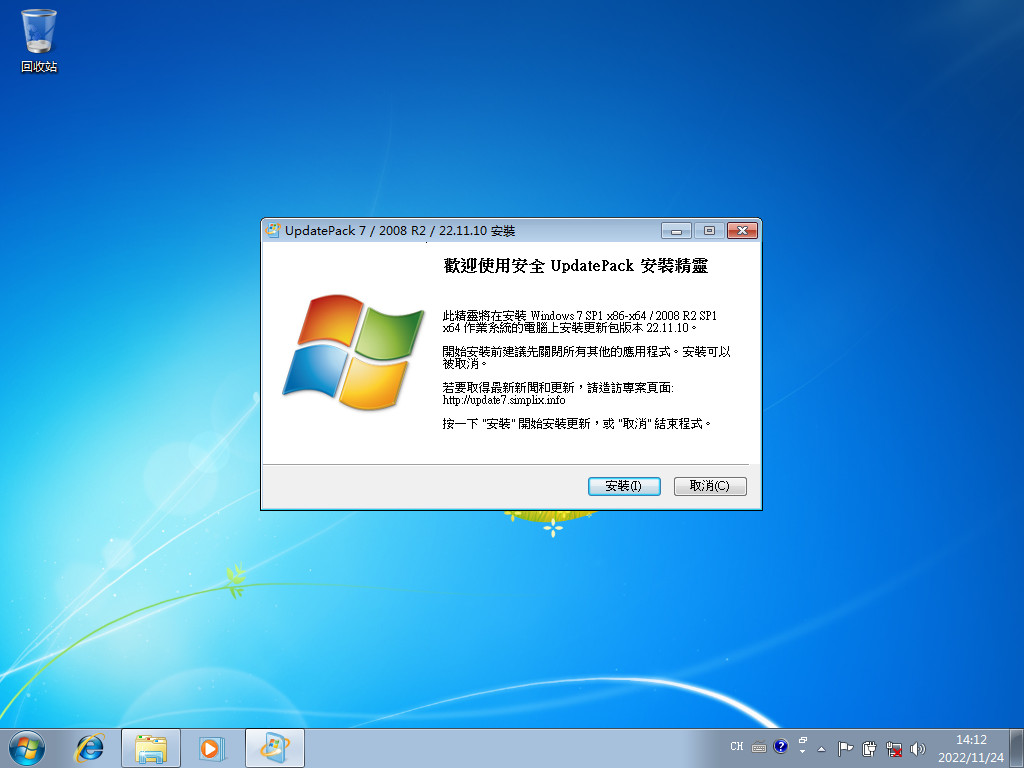 回收站
UpdatePack 7 / 2008 R2 / 22.11.10 安裝
歡迎使用安全 UpdatePack 安裝精靈
此精靈將在安裝 Windows 7 SP1 x86-x64 / 2008 R2 SP1
x64 作業系統的電腦上安裝更新包版本 22.11.10。
開始安裝前建議先關閉所有其他的應用程式。安裝可以
被取消。
若要取得最新新聞和更新，請造訪專案頁面:
http://update7.simplix.info
按一下 "安裝" 開始安裝更新，或 "取消" 結束程式。
安裝(I)
取消(C)
CH
14:12
2022/11/24